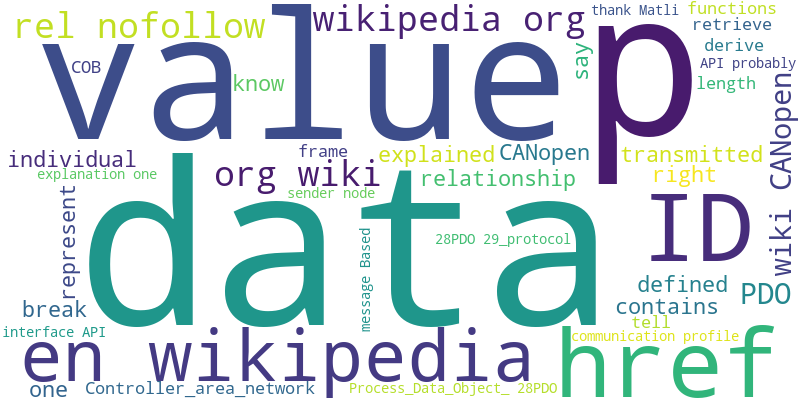 rel nofollow
wikipedia org
thank Matli
functions
retrieve
derive
API probably
length
value
p
COB
know
say
individual
explanation one
frame
explained
CANopen
transmitted
right
org wiki
relationship
sender node
wiki CANopen
represent
data
message Based
28PDO 29_protocol
ID
defined
contains
PDO
break
tell
interface API
communication profile
en wikipedia
href
one
Controller_area_network
Process_Data_Object_ 28PDO